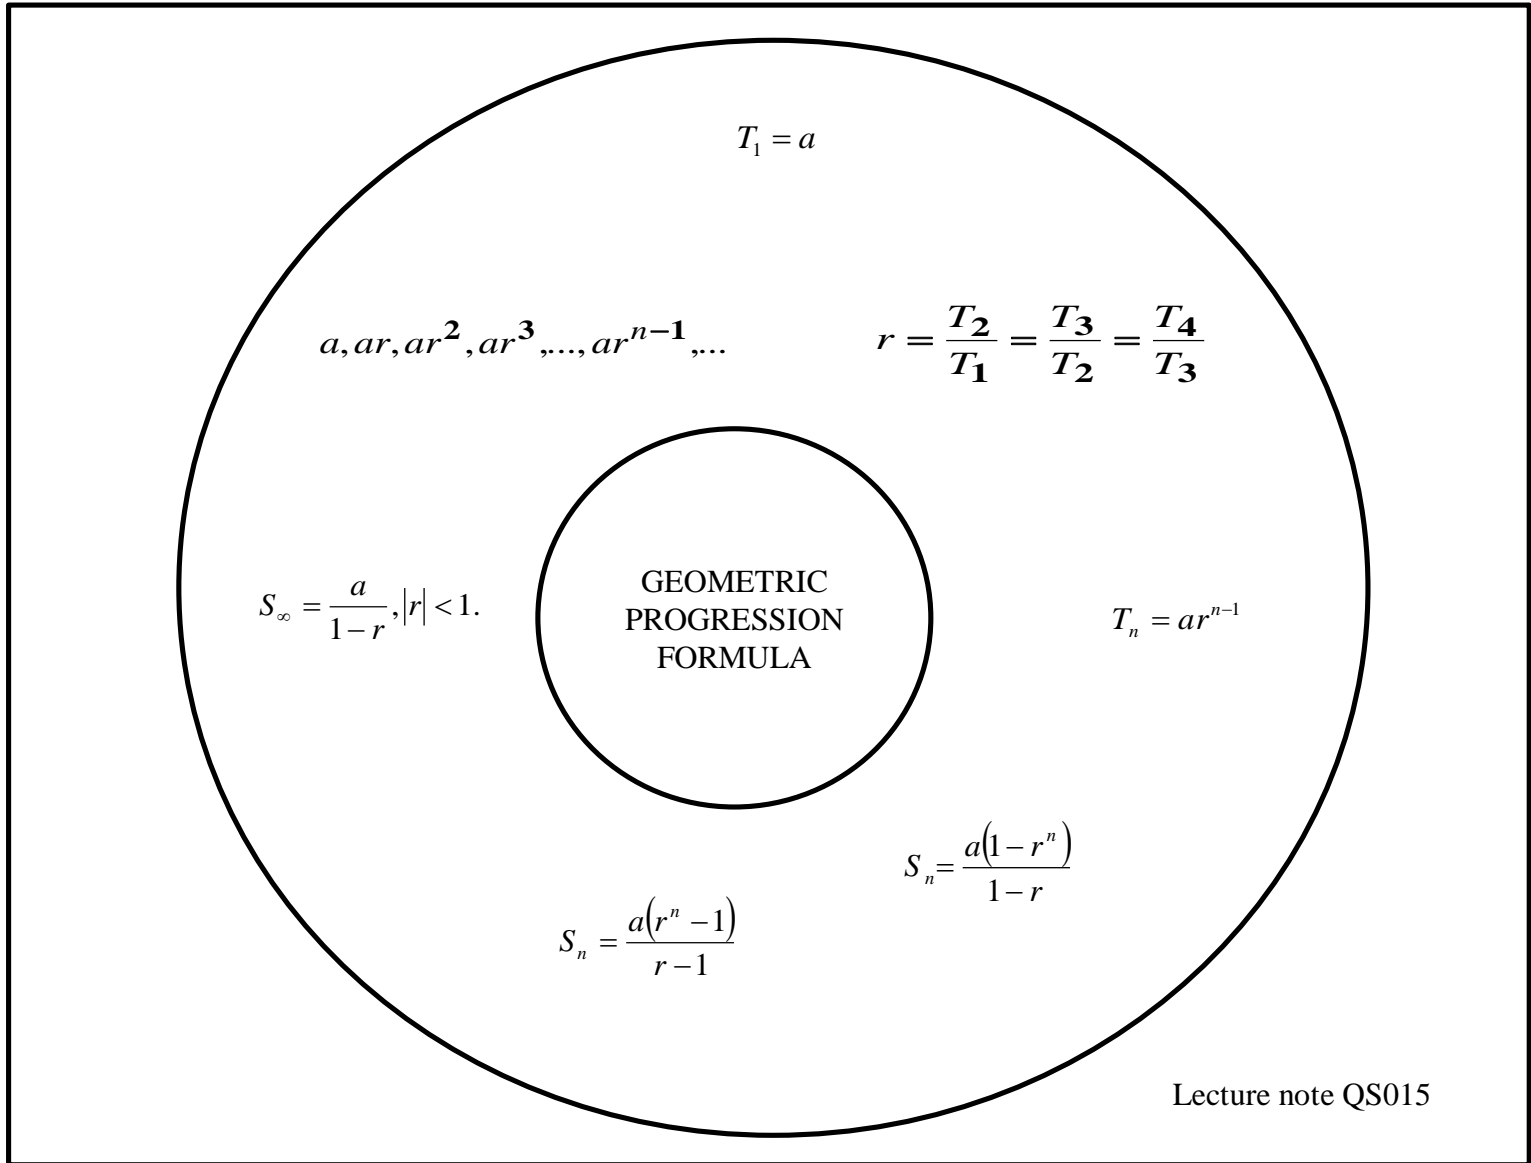 T₁ = a
a, ar, ar², ar³,..., arⁿ⁻¹,...
r = T₂/T₁ = T₃/T₂ = T₄/T₃
S∞ = a/(1 − r), |r| < 1.
GEOMETRIC
PROGRESSION
FORMULA
Tₙ = arⁿ⁻¹
Sₙ = a(1 − rⁿ)/(1 − r)
Sₙ = a(rⁿ − 1)/(r − 1)
Lecture note QS015